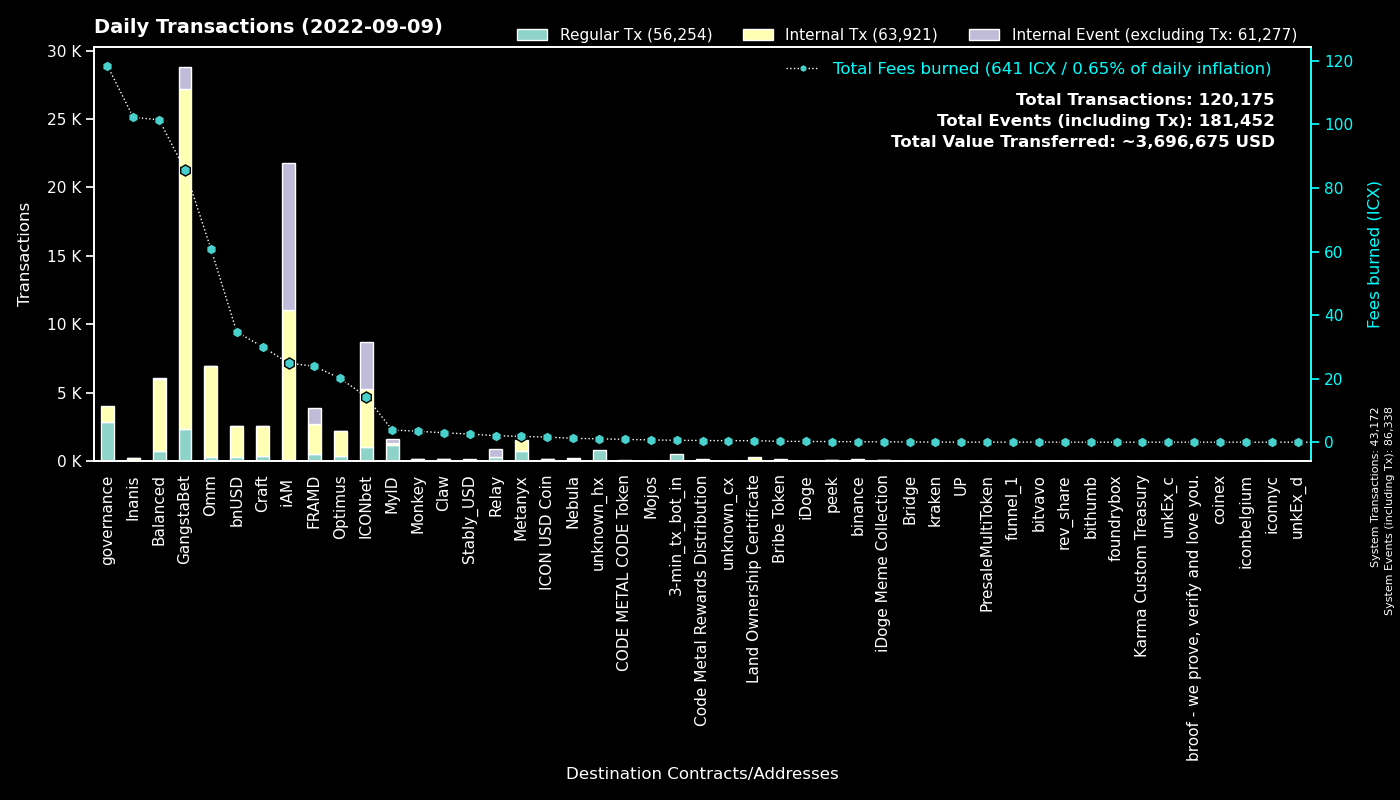 Daily Transactions (2022-09-09)
Regular Tx (56,254)
Internal Tx (63,921)
Internal Event (excluding Tx: 61,277)
Total Fees burned (641 ICX / 0.65% of daily inflation)
Total Transactions: 120,175
Total Events (including Tx): 181,452
Total Value Transferred: ~3,696,675 USD
Transactions
30 K
25 K
20 K
15 K
10 K
5 K
0 K
120
100
80
60
40
20
0
Fees burned (ICX)
System Transactions: 43,172
System Events (including Tx): 86,338
governance
Inanis
Balanced
GangstaBet
Omm
bnUSD
Craft
iAM
FRAMD
Optimus
ICONbet
MyID
Monkey
Claw
Stably_USD
Relay
Metanyx
ICON USD Coin
Nebula
unknown_hx
CODE METAL CODE Token
Mojos
3-min_tx_bot_in
Code Metal Rewards Distribution
unknown_cx
Land Ownership Certificate
Bribe Token
iDoge
peek
binance
iDoge Meme Collection
Bridge
kraken
UP
PresaleMultiToken
funnel_1
bitvavo
rev_share
bithumb
foundrybox
Karma Custom Treasury
unkEx_c
broof - we prove, verify and love you.
coinex
iconbelgium
iconnyc
unkEx_d
Destination Contracts/Addresses